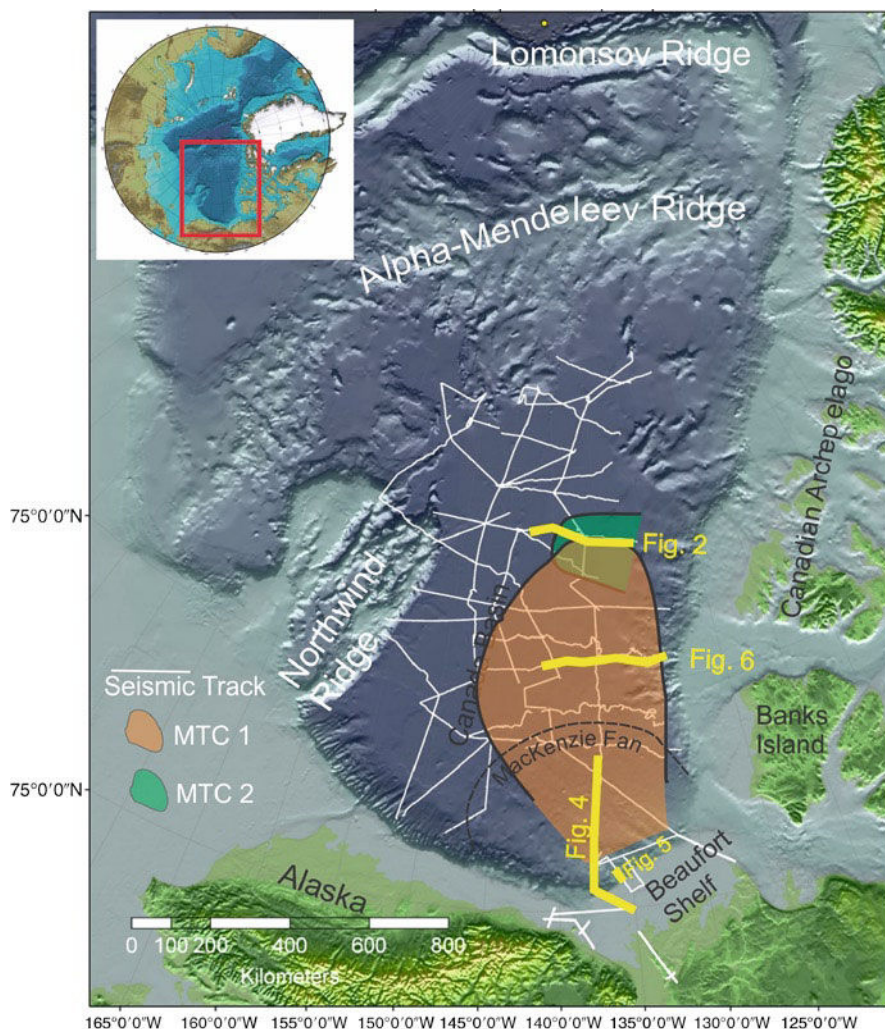 Lomonsov Ridge
Alpha-Mendeleev Ridge
Canadian Archepelago
75°0'0"N
Fig. 2
Northwind
Ridge
Canada Basin
Fig. 6
Seismic Track
MTC 1
MTC 2
Banks
Island
MacKenzie Fan
75°0'0"N
Fig. 4
Fig. 5
Beaufort
Shelf
Alaska
0 100 200 400 600 800
Kilometers
165°0'0"W 160°0'0"W 150°0'0"W 145°0'0"W 140°0'0"W 135°0'0"W 130°0'0"W 125°0'0"W